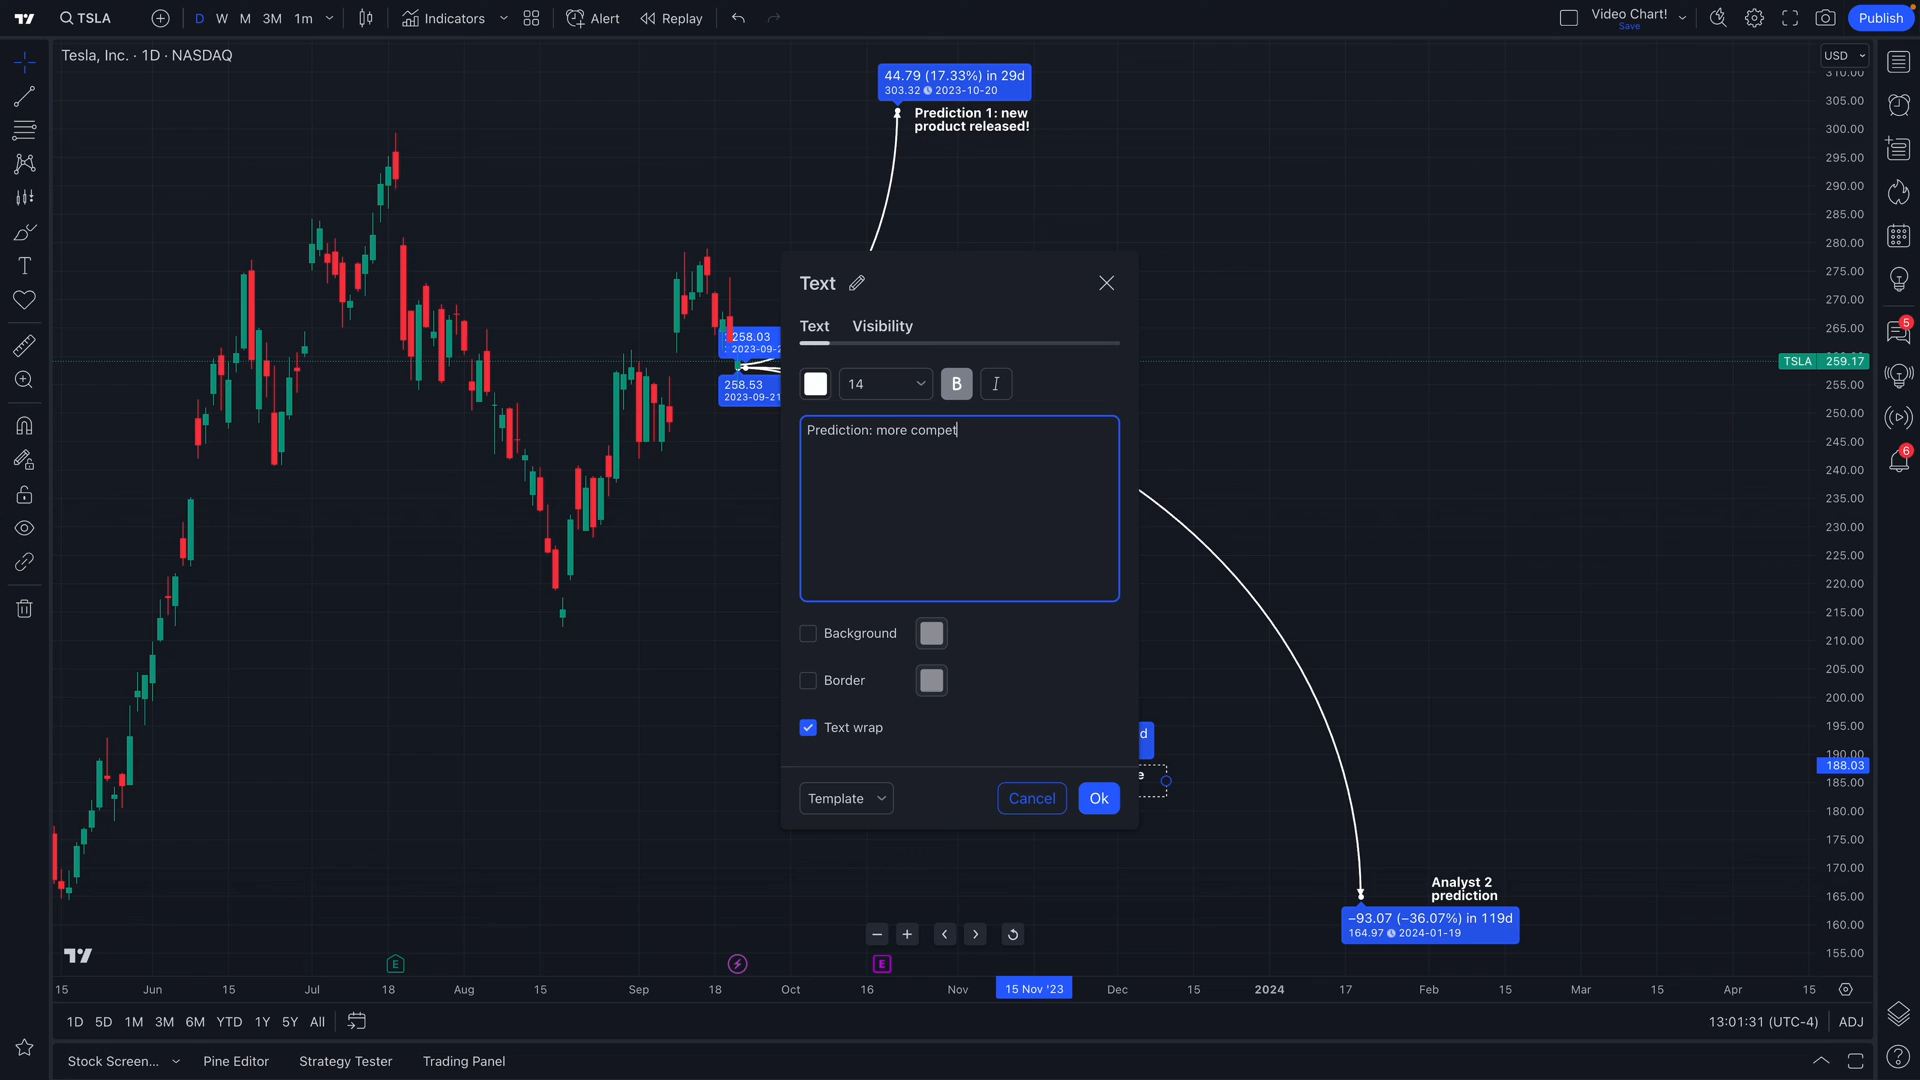 TSLA
D
W
M
3M
1m
Indicators
Alert
Replay
Video Chart!
Save
Publish
Tesla, Inc. · 1D · NASDAQ
USD
44.79 (17.33%) in 29d
303.32 2023-10-20
Prediction 1: new
product released!
310.00
305.00
300.00
295.00
290.00
285.00
280.00
275.00
270.00
265.00
TSLA 259.17
255.00
250.00
245.00
240.00
235.00
230.00
225.00
220.00
215.00
210.00
205.00
200.00
195.00
190.00
188.03
185.00
180.00
175.00
170.00
165.00
160.00
155.00
5
6
258.03
2023-09-2
258.53
2023-09-21
Text
Text
Visibility
14
B
I
Prediction: more compet
Background
Border
Text wrap
Template
Cancel
Ok
d
e
Analyst 2
prediction
−93.07 (−36.07%) in 119d
164.97 2024-01-19
E
E
15
Jun
15
Jul
18
Aug
15
Sep
18
Oct
16
Nov
15 Nov '23
Dec
15
2024
17
Feb
15
Mar
15
Apr
15
1D
5D
1M
3M
6M
YTD
1Y
5Y
All
13:01:31 (UTC-4)
ADJ
Stock Screen...
Pine Editor
Strategy Tester
Trading Panel